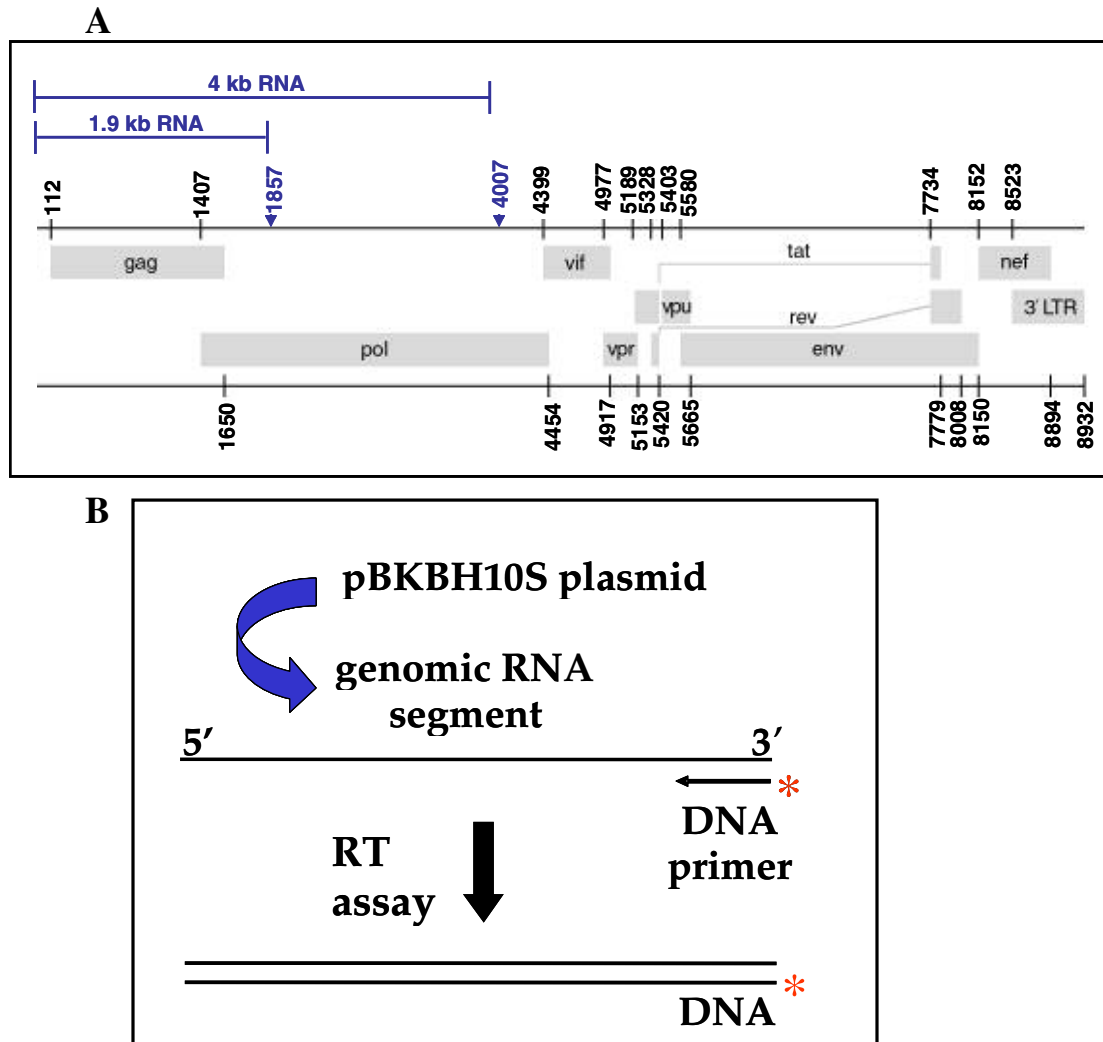 A
4 kb RNA
1.9 kb RNA
112
1407
1857
4007
4399
4977
5189
5328
5403
5580
7734
8152
8523
gag
vif
tat
nef
vpu
rev
3′ LTR
pol
vpr
env
1650
4454
4917
5153
5420
5665
7779
8008
8150
8894
8932
B
pBKBH10S plasmid
genomic RNA
segment
5′ 3′
*
DNA
primer
RT
assay
*
DNA